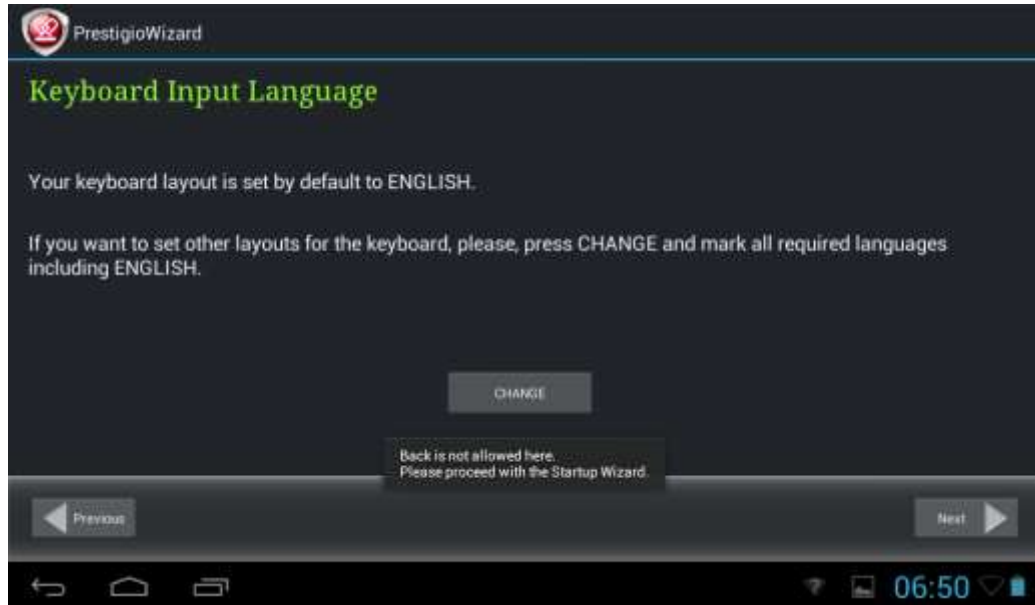 PrestigioWizard
Keyboard Input Language
Your keyboard layout is set by default to ENGLISH.
If you want to set other layouts for the keyboard, please, press CHANGE and mark all required languages
including ENGLISH.
CHANGE
Back is not allowed here.
Please proceed with the Startup Wizard.
Previous
Next
06:50